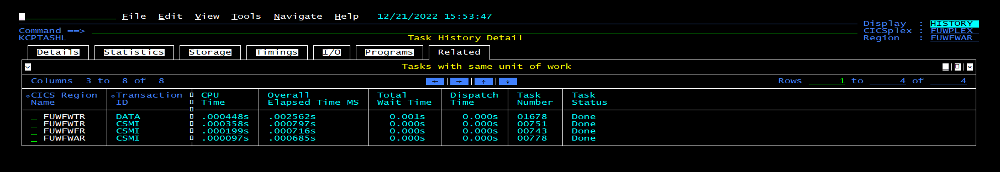 File Edit View Tools Navigate Help 12/21/2022 15:53:47
Display : HISTORY
Command ==> CICSplex : FUWPLEX
KCPTASHL Task History Detail Region : FUWFWAR
Details Statistics Storage Timings I/O Programs Related
Tasks with same unit of work
Columns 3 to 8 of 8 ← → ↑ ↓ Rows 1 to 4 of 4
CICS Region Transaction CPU Overall Total Dispatch Task Task
Name ID Time Elapsed Time MS Wait Time Time Number Status
_ FUWFWTR DATA .000448s .002562s 0.001s 0.000s 01678 Done
_ FUWFWIR CSMI .000358s .000797s 0.000s 0.000s 00751 Done
_ FUWFWFR CSMI .000199s .000716s 0.000s 0.000s 00743 Done
_ FUWFWAR CSMI .000097s .000685s 0.000s 0.000s 00778 Done